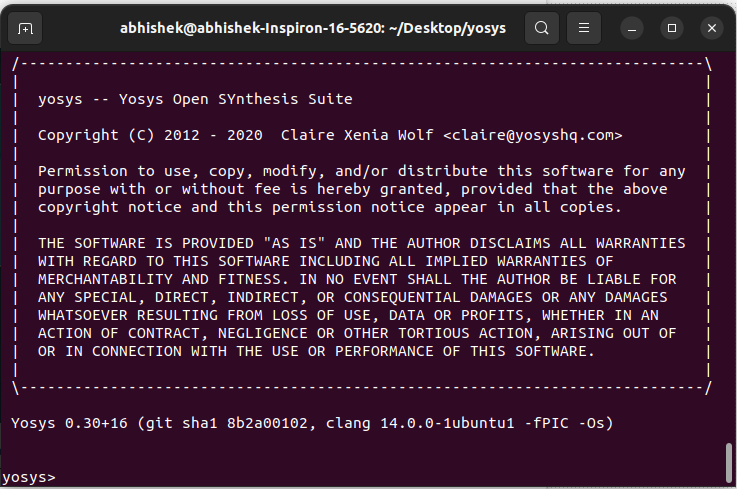 abhishek@abhishek-Inspiron-16-5620: ~/Desktop/yosys
/----------------------------------------------------------------------------\
|                                                                            |
|  yosys -- Yosys Open SYnthesis Suite                                       |
|                                                                            |
|  Copyright (C) 2012 - 2020  Claire Xenia Wolf <claire@yosyshq.com>         |
|                                                                            |
|  Permission to use, copy, modify, and/or distribute this software for any  |
|  purpose with or without fee is hereby granted, provided that the above    |
|  copyright notice and this permission notice appear in all copies.         |
|                                                                            |
|  THE SOFTWARE IS PROVIDED "AS IS" AND THE AUTHOR DISCLAIMS ALL WARRANTIES  |
|  WITH REGARD TO THIS SOFTWARE INCLUDING ALL IMPLIED WARRANTIES OF          |
|  MERCHANTABILITY AND FITNESS. IN NO EVENT SHALL THE AUTHOR BE LIABLE FOR   |
|  ANY SPECIAL, DIRECT, INDIRECT, OR CONSEQUENTIAL DAMAGES OR ANY DAMAGES    |
|  WHATSOEVER RESULTING FROM LOSS OF USE, DATA OR PROFITS, WHETHER IN AN     |
|  ACTION OF CONTRACT, NEGLIGENCE OR OTHER TORTIOUS ACTION, ARISING OUT OF   |
|  OR IN CONNECTION WITH THE USE OR PERFORMANCE OF THIS SOFTWARE.            |
|                                                                            |
\----------------------------------------------------------------------------/
Yosys 0.30+16 (git sha1 8b2a00102, clang 14.0.0-1ubuntu1 -fPIC -Os)
yosys>